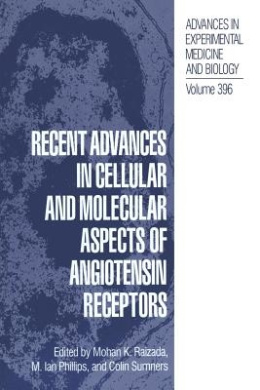 ADVANCES IN
EXPERIMENTAL
MEDICINE
AND BIOLOGY
Volume 396
RECENT ADVANCES
IN CELLULAR
AND MOLECULAR
ASPECTS OF
ANGIOTENSIN
RECEPTORS
Edited by Mohan K. Raizada,
M. Ian Phillips, and Colin Sumners